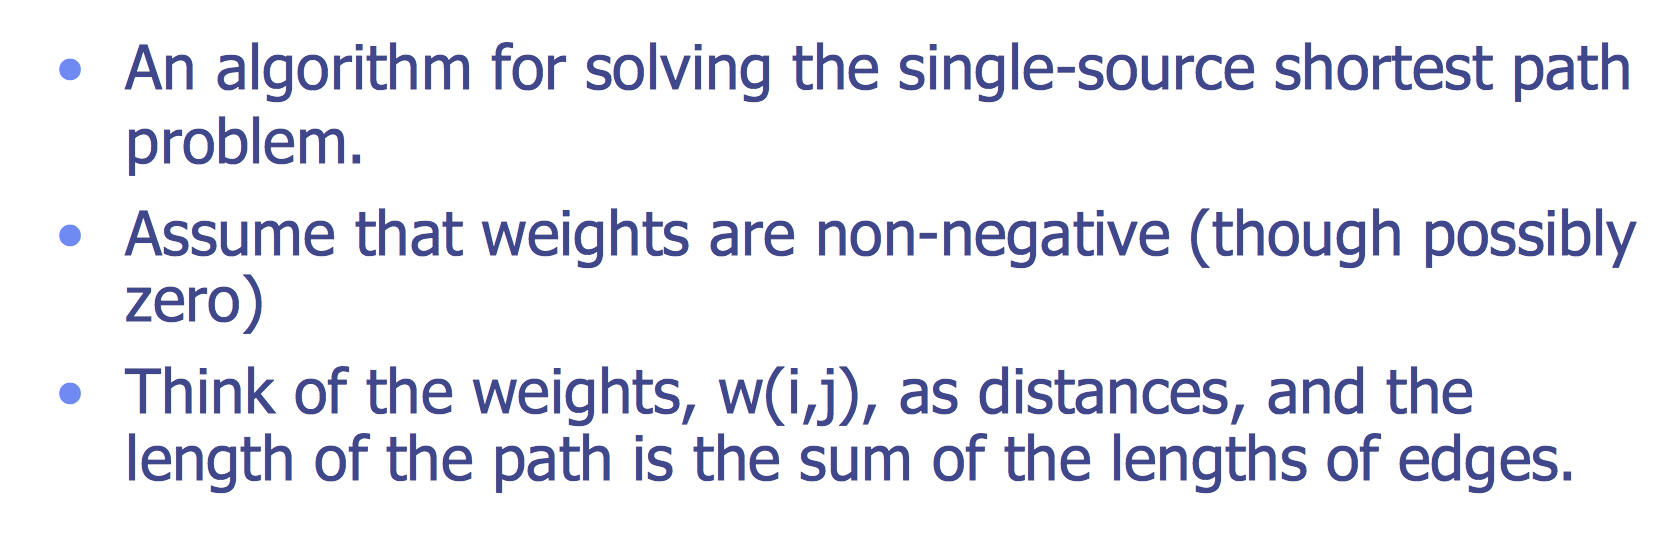 • An algorithm for solving the single-source shortest path
problem.
• Assume that weights are non-negative (though possibly
zero)
• Think of the weights, w(i,j), as distances, and the
length of the path is the sum of the lengths of edges.